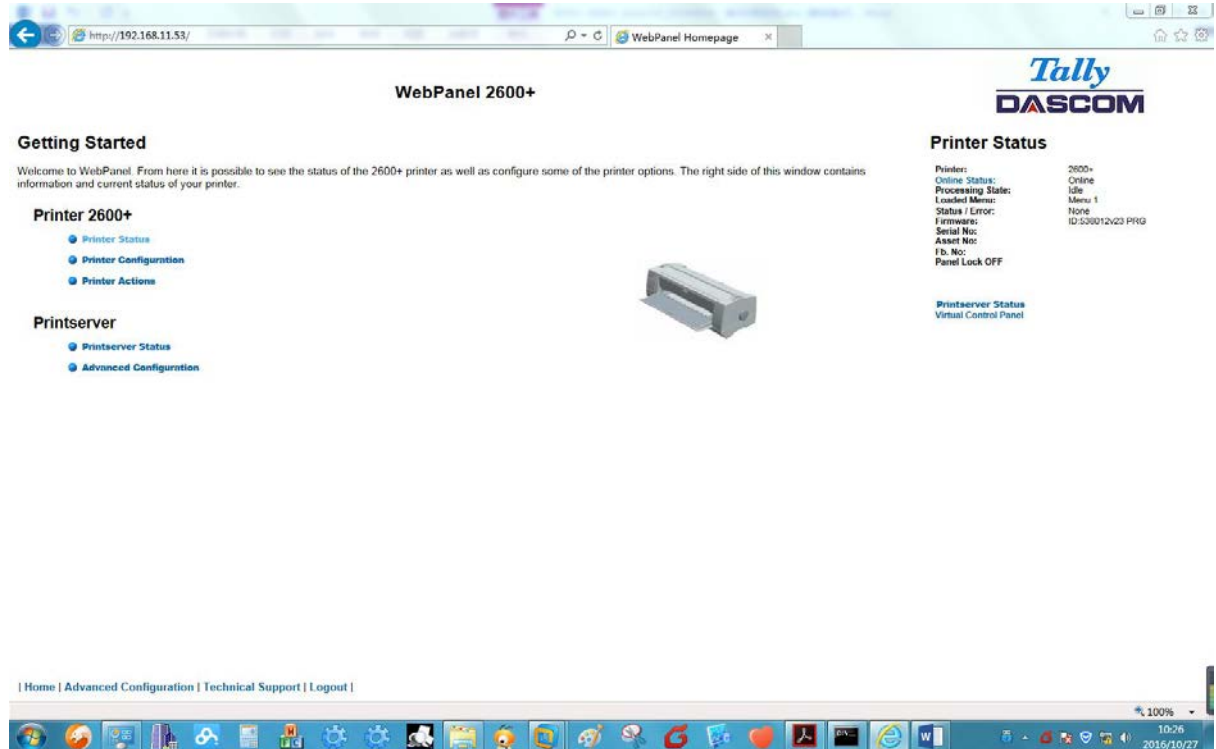 http://192.168.11.53/
WebPanel Homepage
WebPanel 2600+
Tally
DASCOM
Getting Started
Welcome to WebPanel. From here it is possible to see the status of the 2600+ printer as well as configure some of the printer options. The right side of this window contains
information and current status of your printer.
Printer 2600+
Printer Status
Printer Configuration
Printer Actions
Printserver
Printserver Status
Advanced Configuration
Printer Status
Printer: 2600+
Online Status: Online
Processing State: Idle
Loaded Menu: Menu 1
Status / Error: None
Firmware: ID:538012v23 PRG
Serial No:
Asset No:
Fb. No:
Panel Lock OFF
Printserver Status
Virtual Control Panel
| Home | Advanced Configuration | Technical Support | Logout |
100%
10:26
2016/10/27